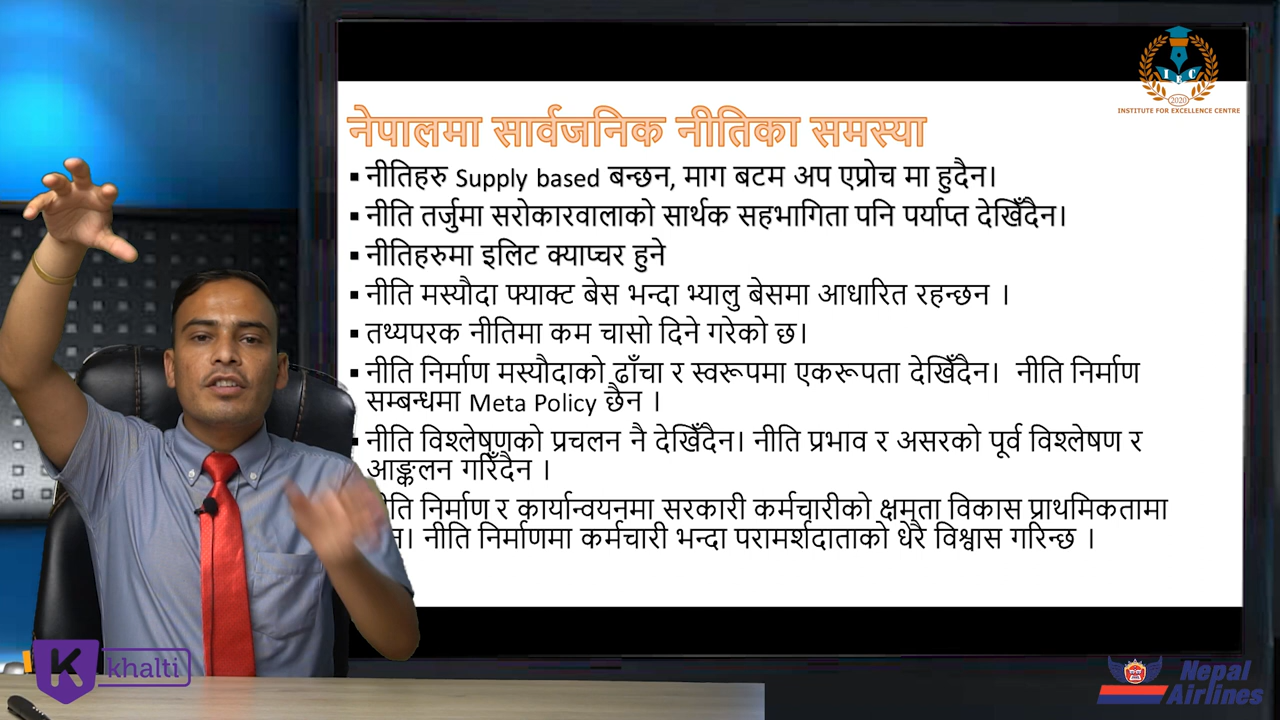 I E C
2020
INSTITUTE FOR EXCELLENCE CENTRE
नेपालमा सार्वजनिक नीतिका समस्या
▪ नीतिहरु Supply based बन्छन, माग बटम अप एप्रोच मा हुदैन।
▪ नीति तर्जुमा सरोकारवालाको सार्थक सहभागिता पनि पर्याप्त देखिँदैन।
▪ नीतिहरुमा इलिट क्याप्चर हुने
▪ नीति मस्यौदा फ्याक्ट बेस भन्दा भ्यालु बेसमा आधारित रहन्छन ।
▪ तथ्यपरक नीतिमा कम चासो दिने गरेको छ।
▪ नीति निर्माण मस्यौदाको ढाँचा र स्वरूपमा एकरूपता देखिँदैन। नीति निर्माण
सम्बन्धमा Meta Policy छैन ।
▪ नीति विश्लेषणको प्रचलन नै देखिँदैन। नीति प्रभाव र असरको पूर्व विश्लेषण र
आङ्कलन गरिँदैन ।
निर्माण र कार्यान्वयनमा सरकारी कर्मचारीको क्षमता विकास प्राथमिकतामा
नीति निर्माणमा कर्मचारी भन्दा परामर्शदाताको धेरै विश्वास गरिन्छ ।
K khalti
Nepal
Airlines